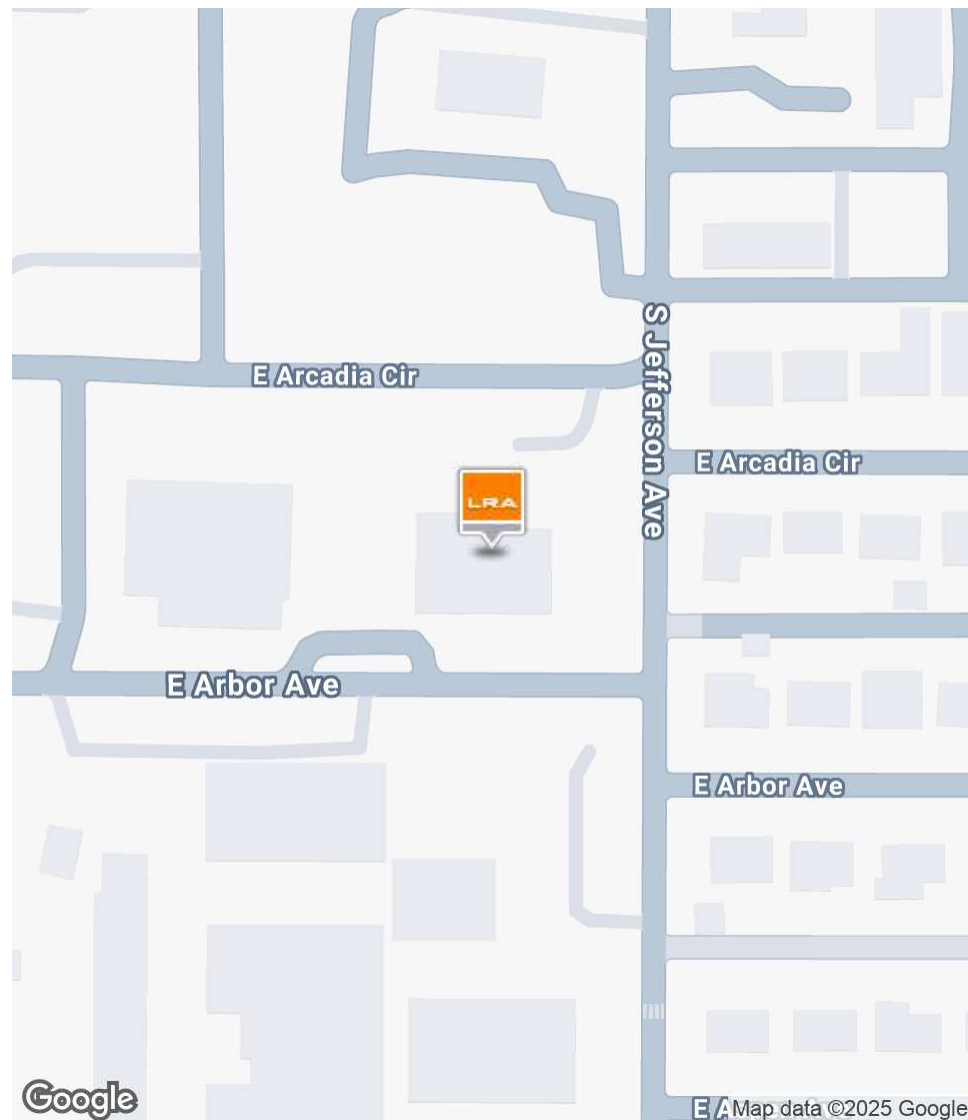 S Jefferson Ave
E Arcadia Cir
E Arcadia Cir
LRA
E Arbor Ave
E Arbor Ave
Google
E A
Map data ©2025 Google